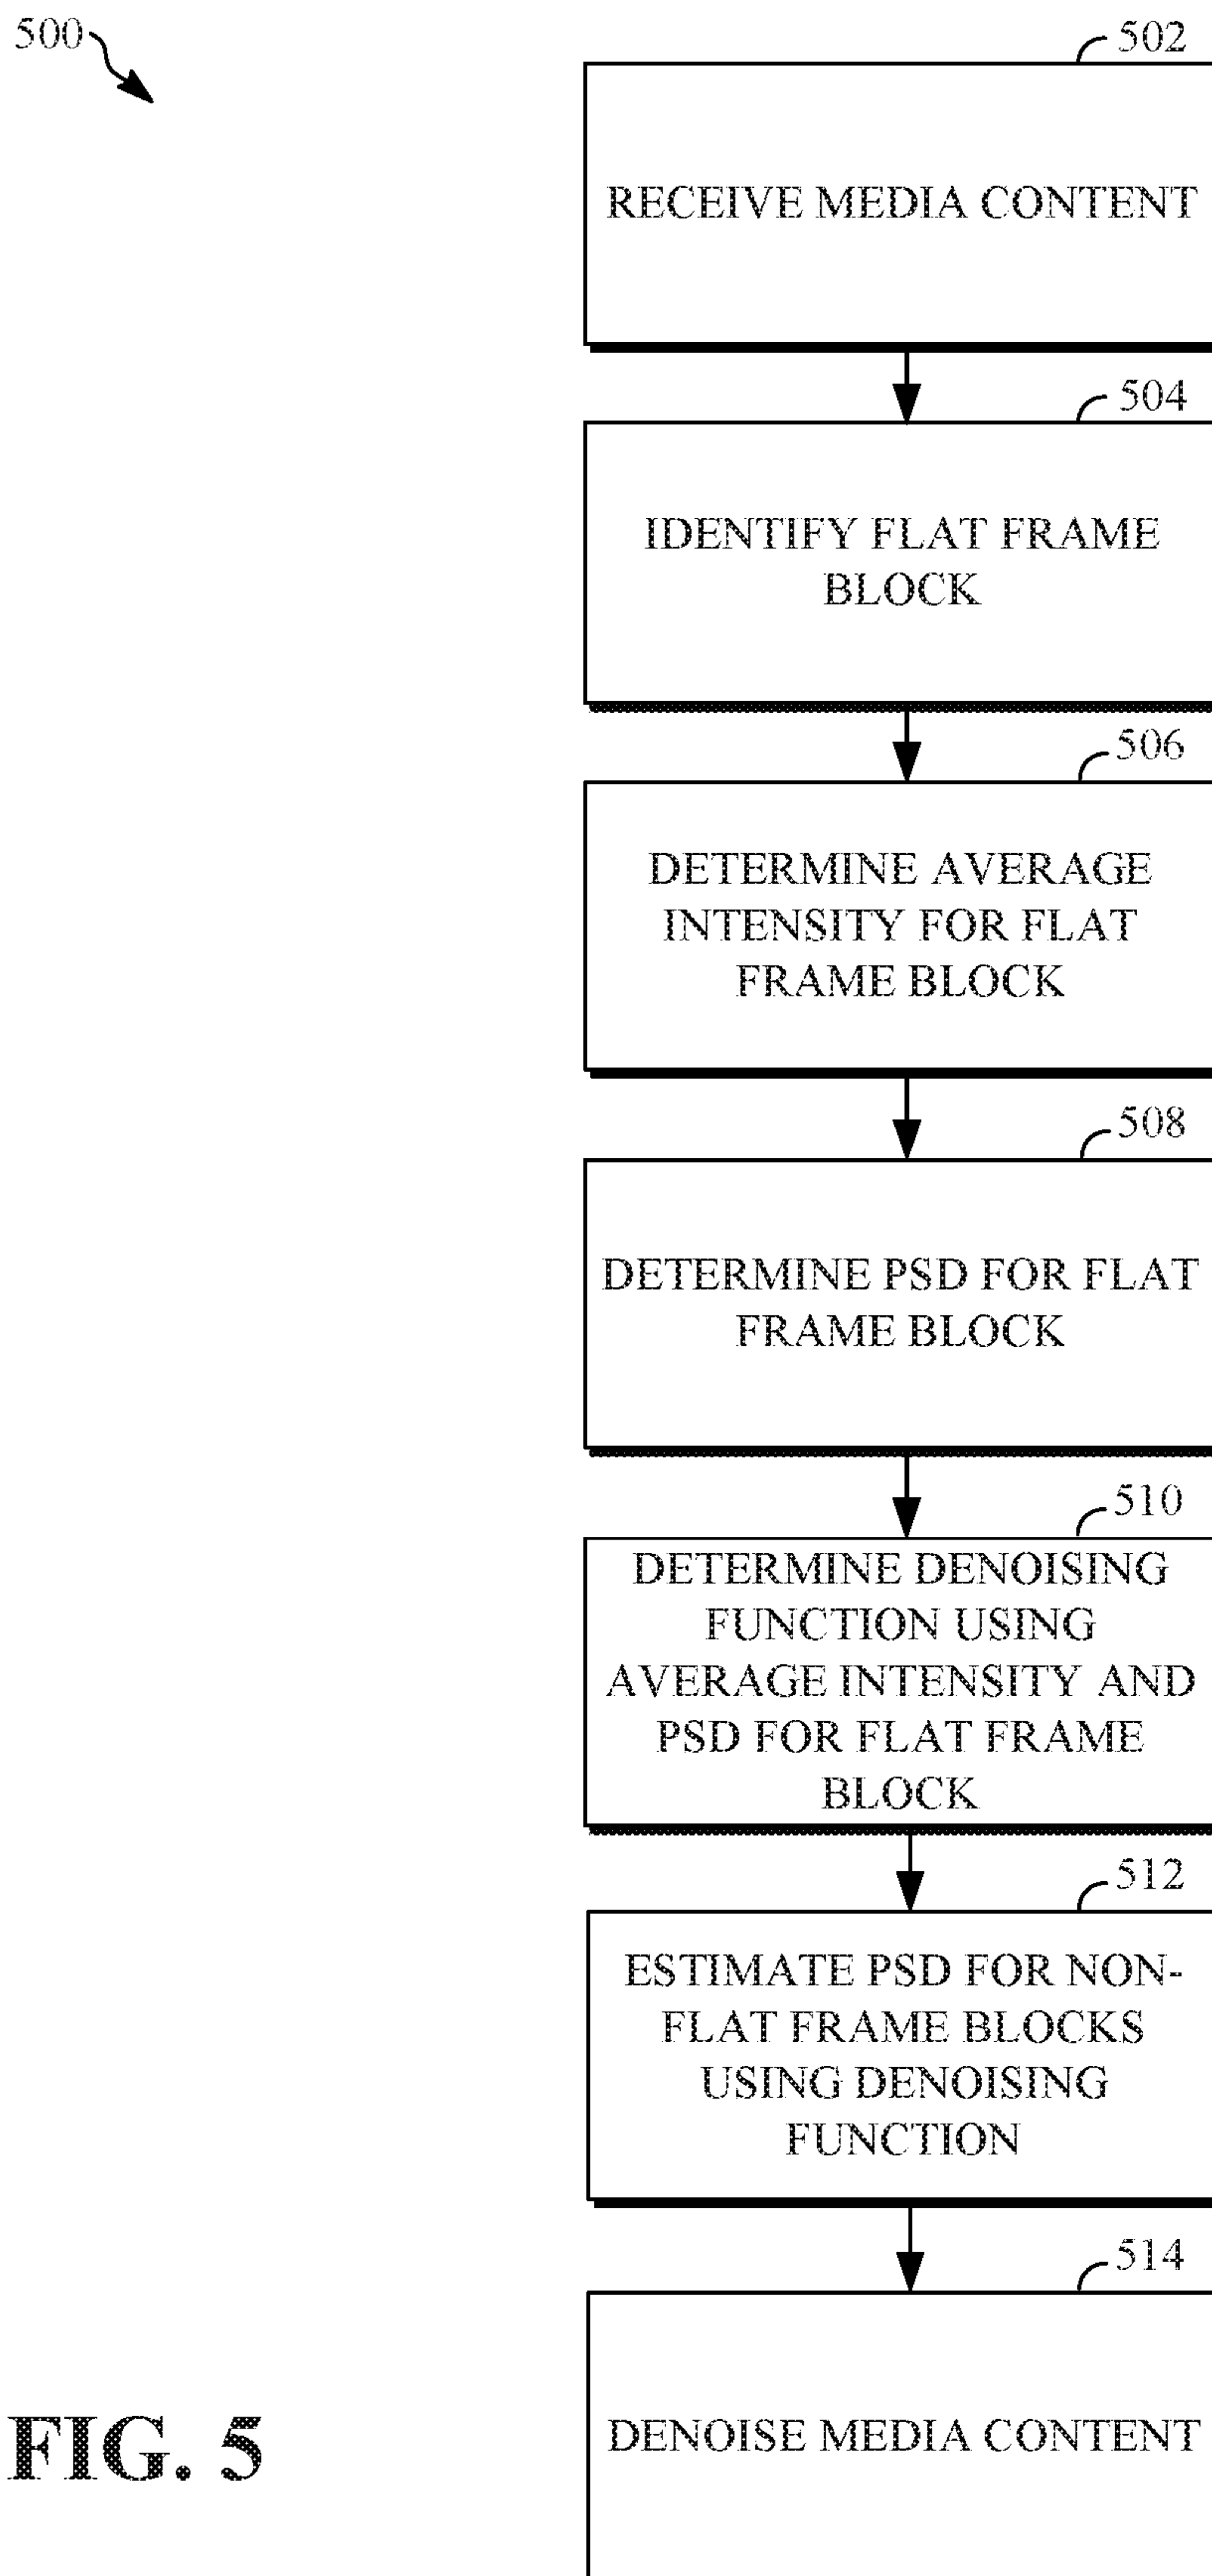 500
502
RECEIVE MEDIA CONTENT
504
IDENTIFY FLAT FRAME
BLOCK
506
DETERMINE AVERAGE
INTENSITY FOR FLAT
FRAME BLOCK
508
DETERMINE PSD FOR FLAT
FRAME BLOCK
510
DETERMINE DENOISING
FUNCTION USING
AVERAGE INTENSITY AND
PSD FOR FLAT FRAME
BLOCK
512
ESTIMATE PSD FOR NON-
FLAT FRAME BLOCKS
USING DENOISING
FUNCTION
514
DENOISE MEDIA CONTENT
FIG. 5